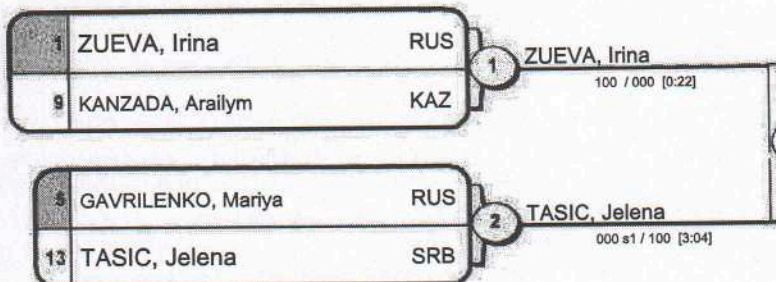 1 ZUEVA, Irina RUS
9 KANZADA, Arailym KAZ
1
ZUEVA, Irina
100 / 000 [0:22]
5 GAVRILENKO, Mariya RUS
13 TASIC, Jelena SRB
2
TASIC, Jelena
000 s1 / 100 [3:04]